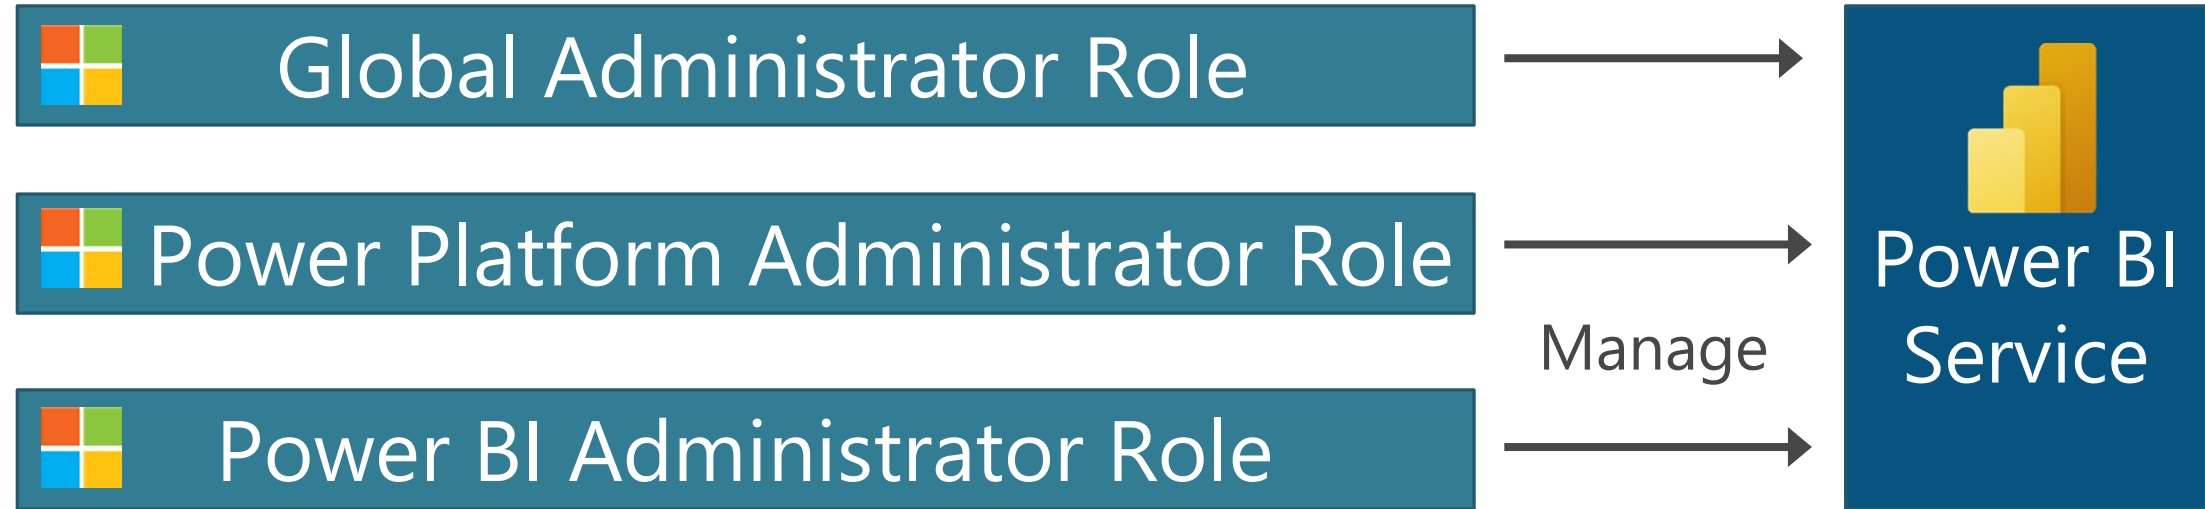 Global Administrator Role
Power Platform Administrator Role
Power BI Administrator Role
Manage
Power BI
Service